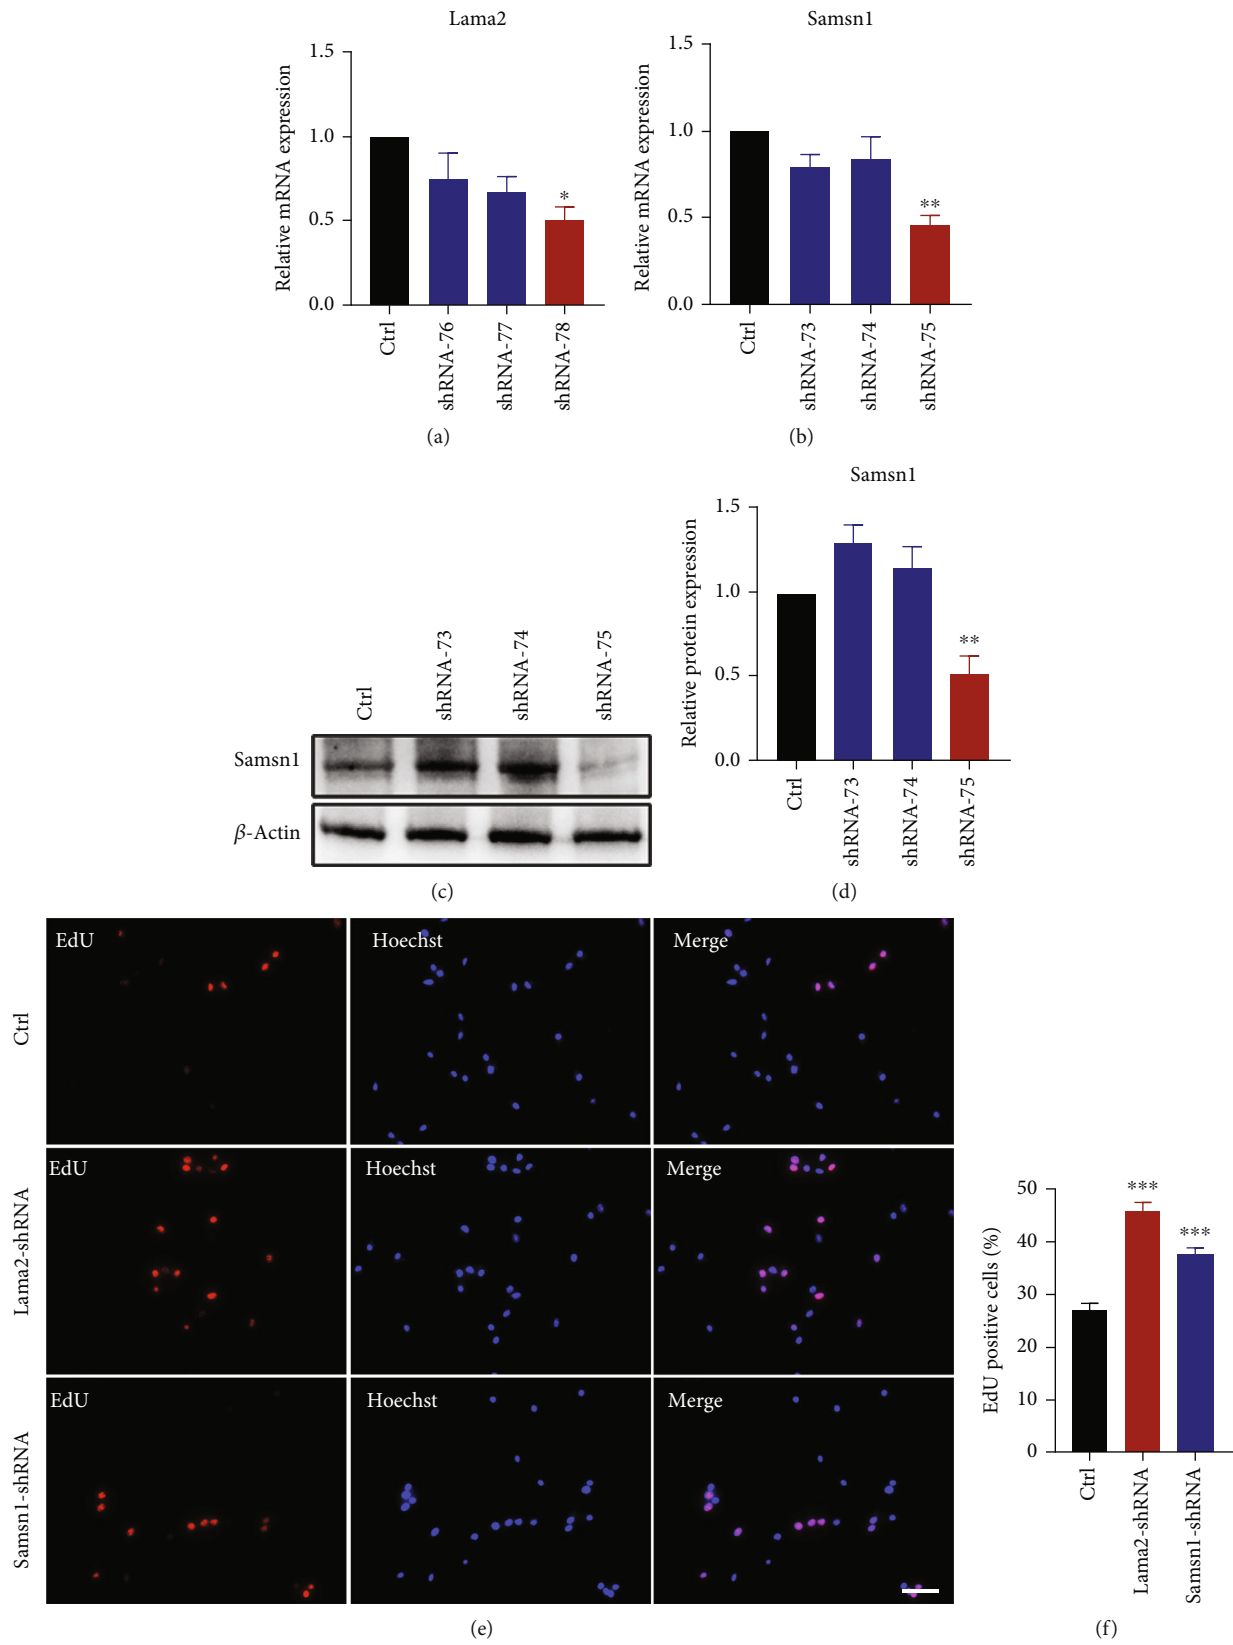 Lama2
Relative mRNA expression
1.5
1.0
0.5
0.0
*
Ctrl
shRNA-76
shRNA-77
shRNA-78
(a)
Samsn1
Relative mRNA expression
1.5
1.0
0.5
0.0
**
Ctrl
shRNA-73
shRNA-74
shRNA-75
(b)
Ctrl
shRNA-73
shRNA-74
shRNA-75
Samsn1
β-Actin
(c)
Samsn1
Relative protein expression
1.5
1.0
0.5
0.0
**
Ctrl
shRNA-73
shRNA-74
shRNA-75
(d)
Ctrl
EdU
Hoechst
Merge
Lama2-shRNA
EdU
Hoechst
Merge
Samsn1-shRNA
EdU
Hoechst
Merge
(e)
EdU positive cells (%)
50
40
30
20
10
0
***
***
Ctrl
Lama2-shRNA
Samsn1-shRNA
(f)